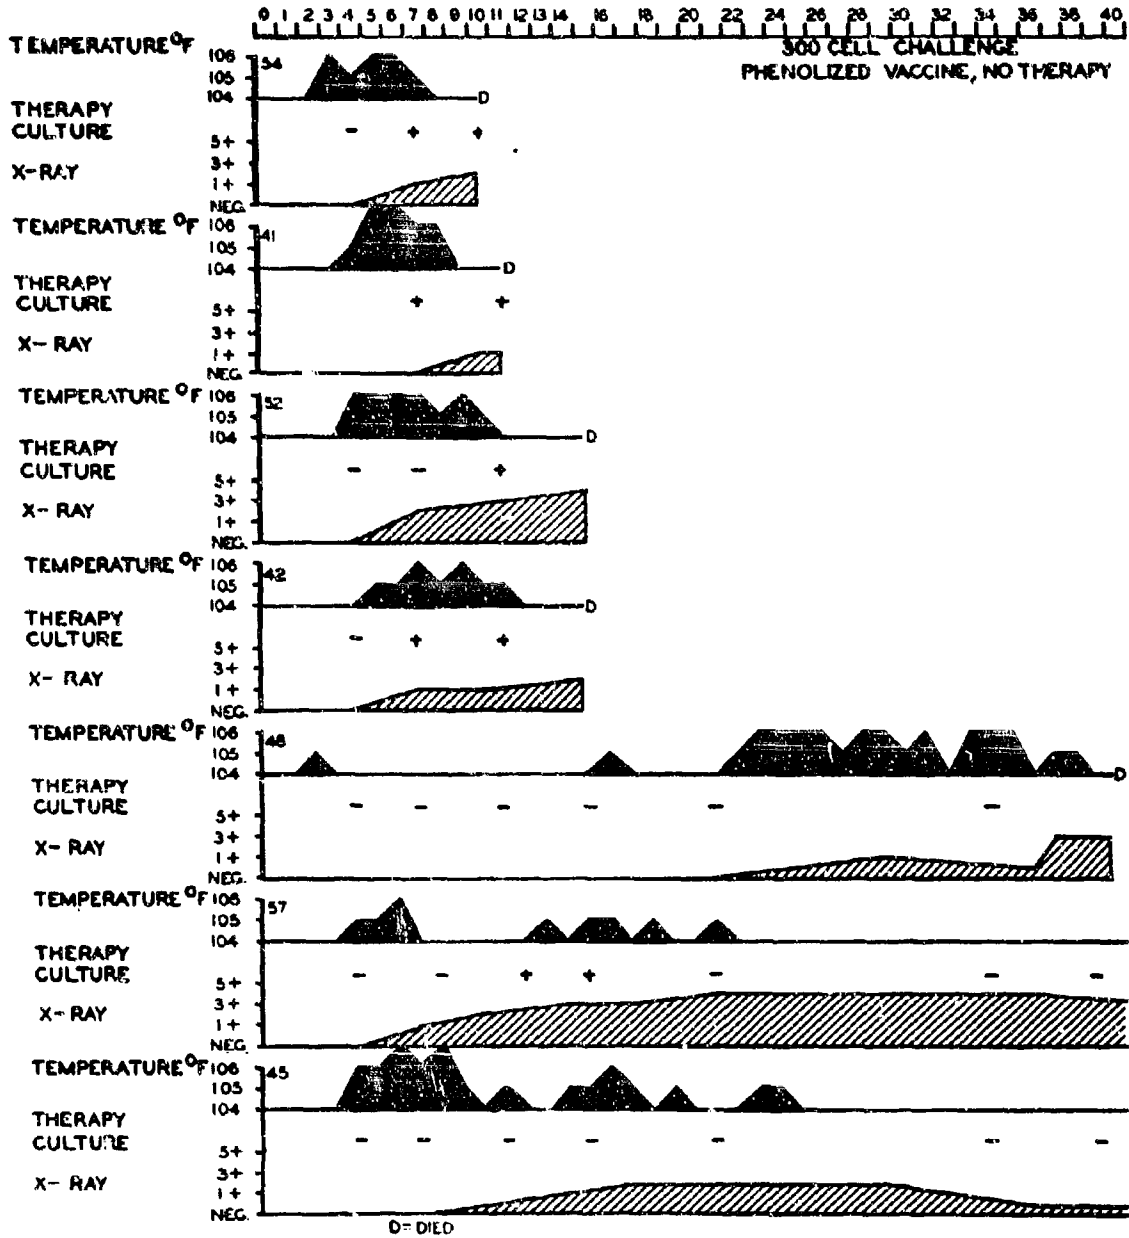 0 1 2 3 4 5 6 7 8 9 10 11 12 13 14 16 18 20 22 24 26 28 30 32 34 36 38 40
300 CELL CHALLENGE
PHENOLIZED VACCINE, NO THERAPY
TEMPERATURE °F 106 54
105
104 D
THERAPY
CULTURE - + +
5+
3+
X-RAY
1+
NEG.
TEMPERATURE °F 106 41
105
104 D
THERAPY
CULTURE + +
5+
3+
X-RAY
1+
NEG.
TEMPERATURE °F 106 52
105
104 D
THERAPY
CULTURE - - +
5+
3+
X-RAY
1+
NEG.
TEMPERATURE °F 106 42
105
104 D
THERAPY
CULTURE - + +
5+
3+
X-RAY
1+
NEG.
TEMPERATURE °F 106
105
104 D
THERAPY
CULTURE - - - - - -
5+
3+
X-RAY
1+
NEG.
TEMPERATURE °F 106 57
105
104
THERAPY
CULTURE - - + + - - -
5+
3+
X-RAY
1+
NEG.
TEMPERATURE °F 106 45
105
104
THERAPY
CULTURE - - - - - - -
5+
3+
X-RAY
1+
NEG.
D=DIED